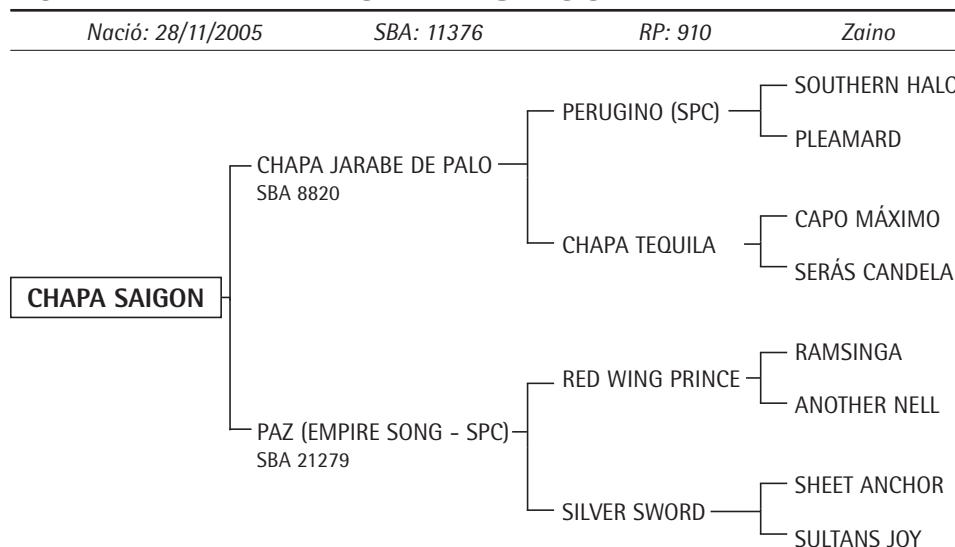 Nació: 28/11/2005 SBA: 11376 RP: 910 Zaino
SOUTHERN HALO
PERUGINO (SPC)
PLEAMARD
CHAPA JARABE DE PALO
SBA 8820
CAPO MÁXIMO
CHAPA TEQUILA
SERÁS CANDELA
CHAPA SAIGON
RAMSINGA
RED WING PRINCE
ANOTHER NELL
PAZ (EMPIRE SONG - SPC)
SBA 21279
SHEET ANCHOR
SILVER SWORD
SULTANS JOY